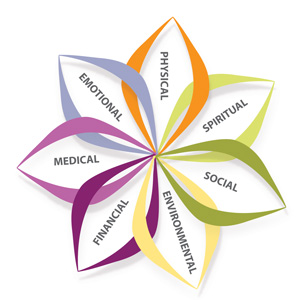 PHYSICAL
SPIRITUAL
SOCIAL
ENVIRONMENTAL
FINANCIAL
MEDICAL
EMOTIONAL